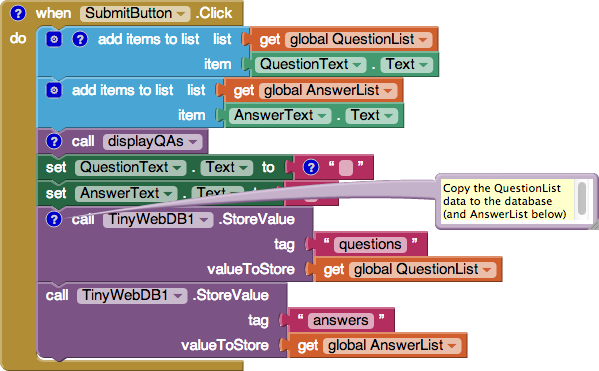 ? when SubmitButton .Click
do ? add items to list list get global QuestionList
item QuestionText . Text
add items to list list get global AnswerList
item AnswerText . Text
? call displayQAs
set QuestionText . Text to ? “ ”
set AnswerText . Text to
Copy the QuestionList
data to the database
(and AnswerList below)
? call TinyWebDB1 .StoreValue
tag “ questions ”
valueToStore get global QuestionList
call TinyWebDB1 .StoreValue
tag “ answers ”
valueToStore get global AnswerList